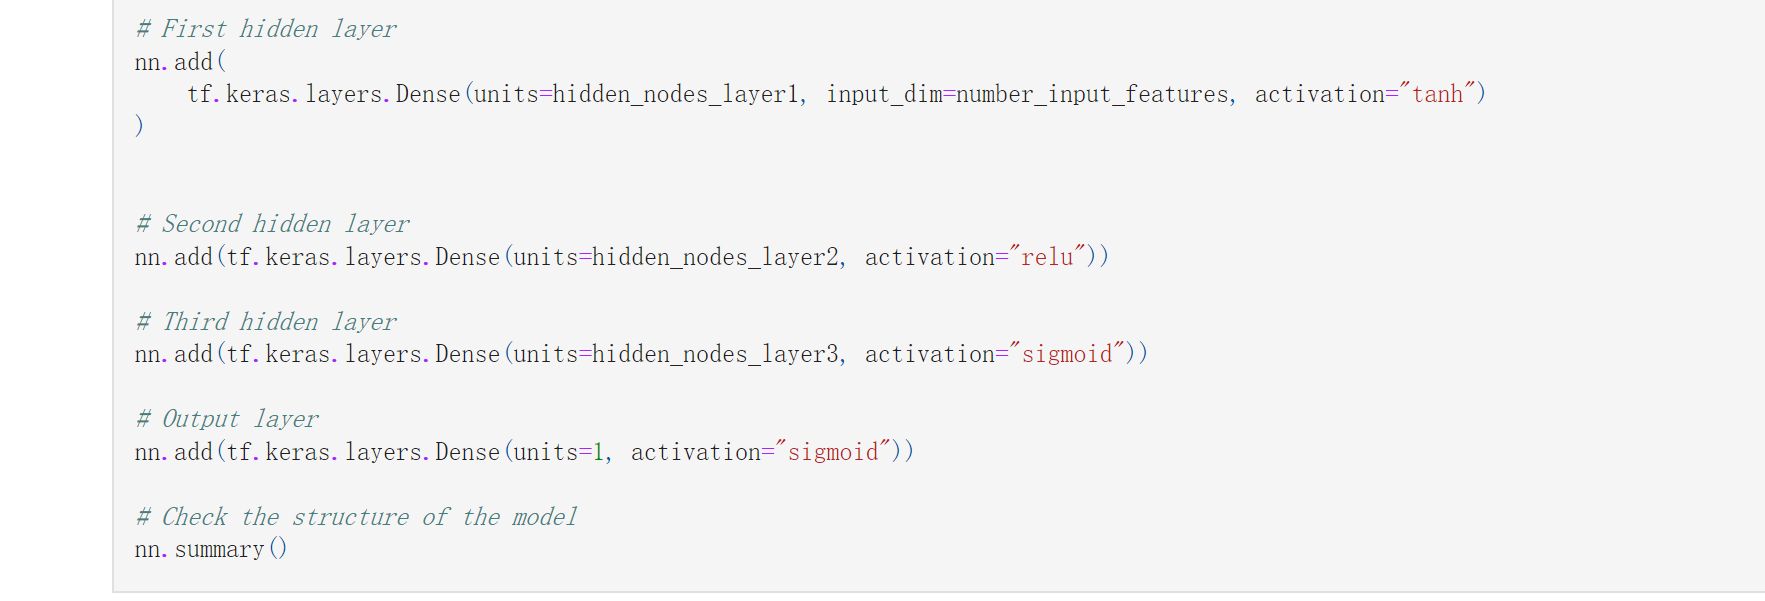 # First hidden layer
nn.add(
    tf.keras.layers.Dense(units=hidden_nodes_layer1, input_dim=number_input_features, activation="tanh")
)
# Second hidden layer
nn.add(tf.keras.layers.Dense(units=hidden_nodes_layer2, activation="relu"))
# Third hidden layer
nn.add(tf.keras.layers.Dense(units=hidden_nodes_layer3, activation="sigmoid"))
# Output layer
nn.add(tf.keras.layers.Dense(units=1, activation="sigmoid"))
# Check the structure of the model
nn.summary()